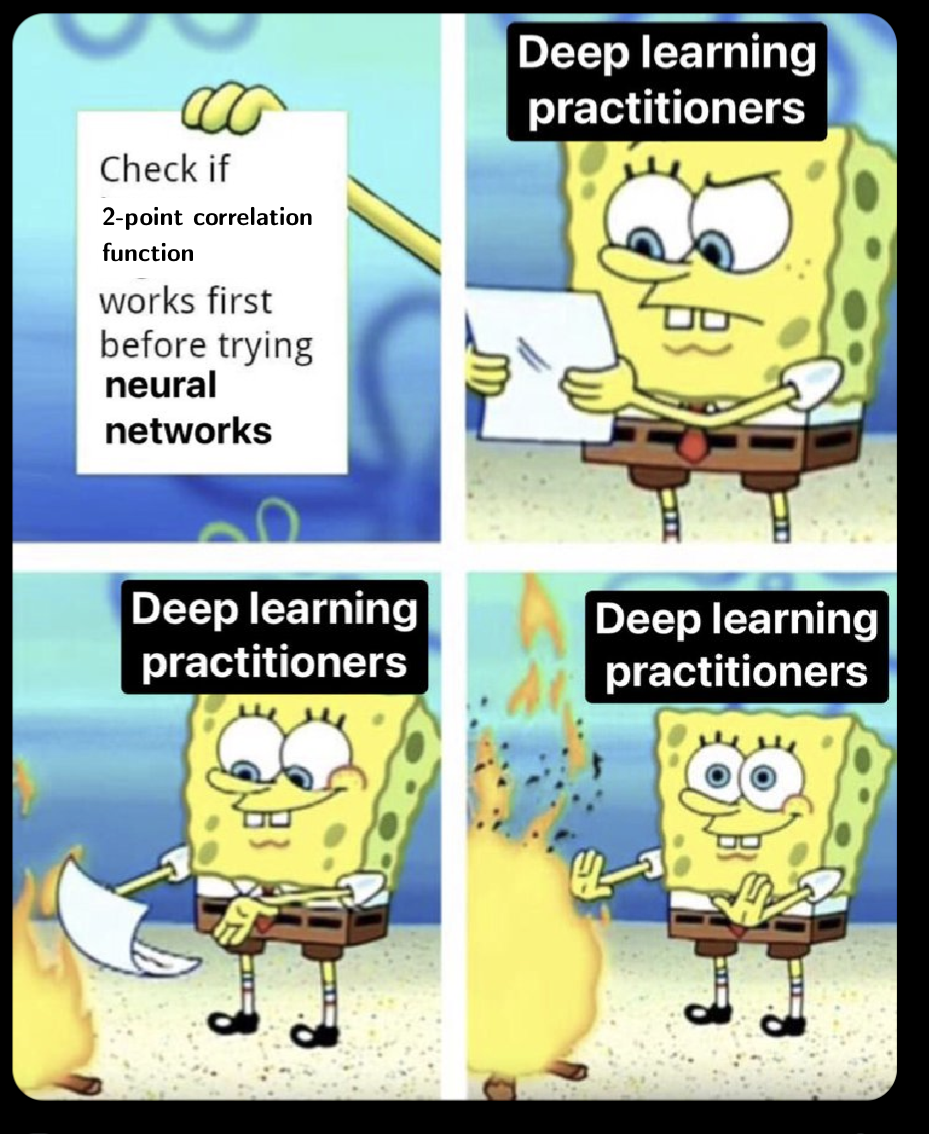 Check if
2-point correlation
function
works first
before trying
neural
networks
Deep learning
practitioners
Deep learning
practitioners
Deep learning
practitioners